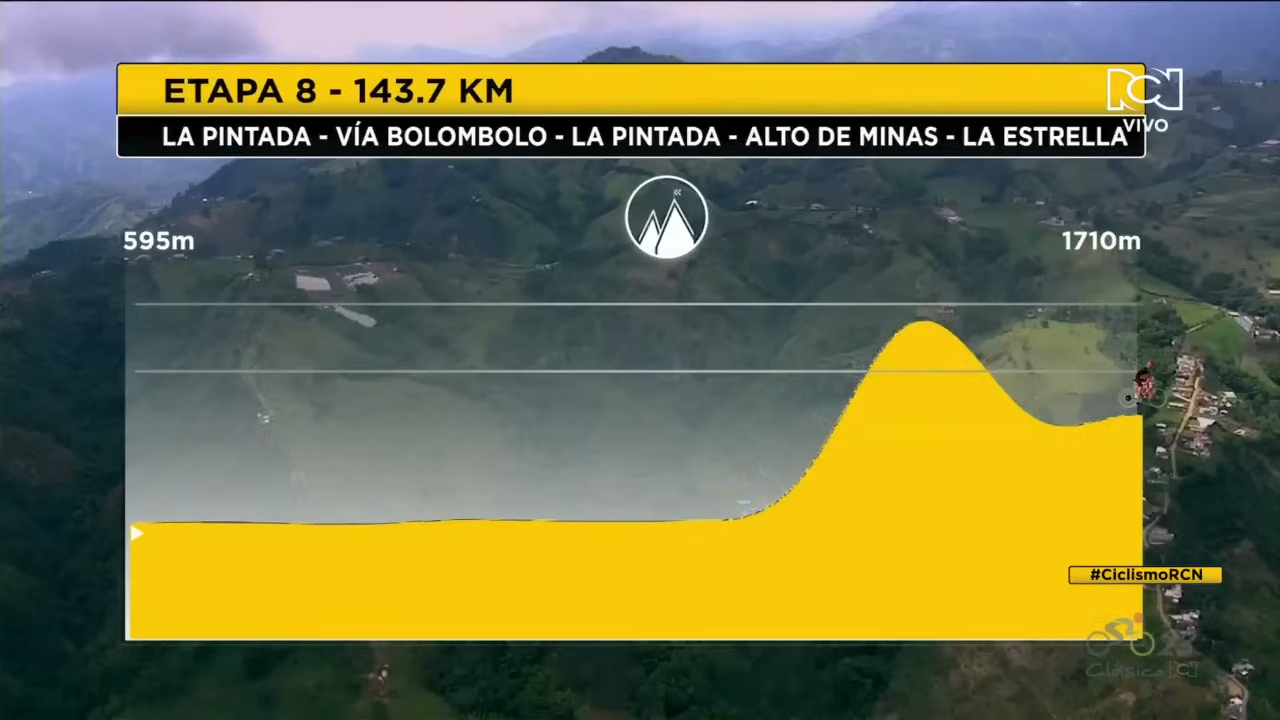 ETAPA 8 - 143.7 KM
RCN
VIVO
LA PINTADA - VÍA BOLOMBOLO - LA PINTADA - ALTO DE MINAS - LA ESTRELLA
595m
1710m
#CiclismoRCN
Clásico RCN